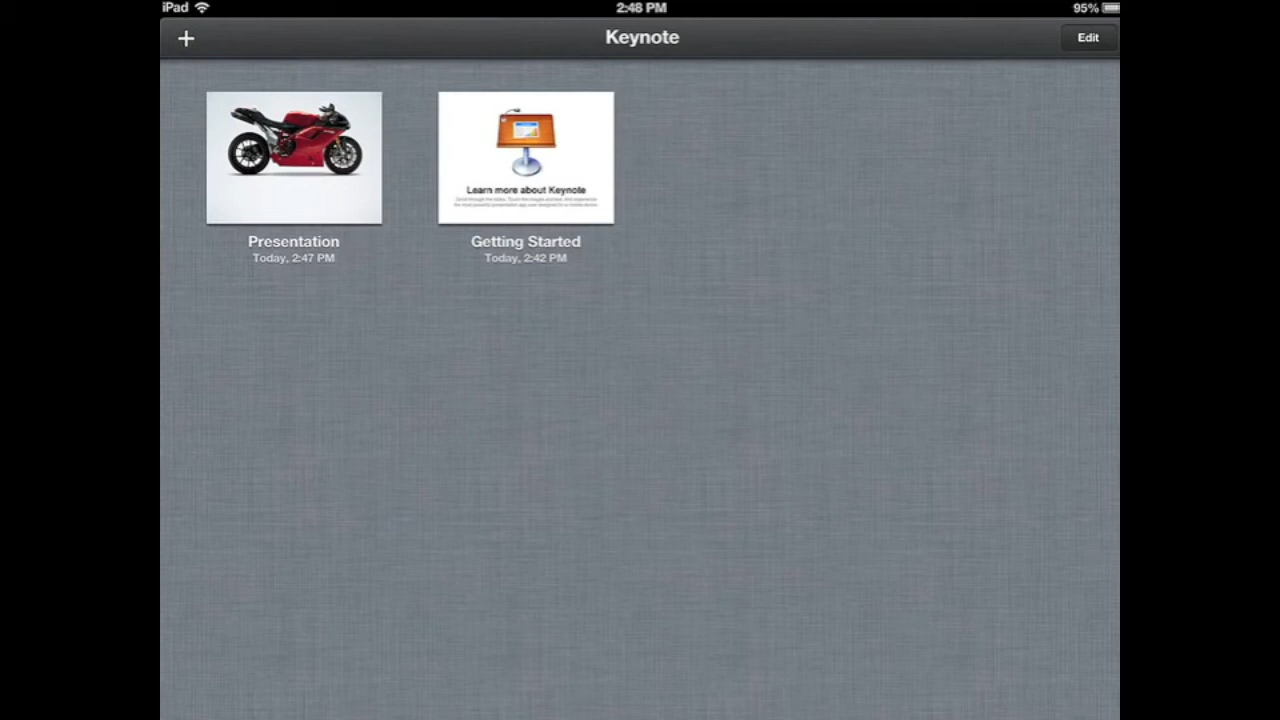 iPad 2:48 PM 95%
Keynote Edit
Learn more about Keynote
Presentation Getting Started
Today, 2:47 PM Today, 2:42 PM